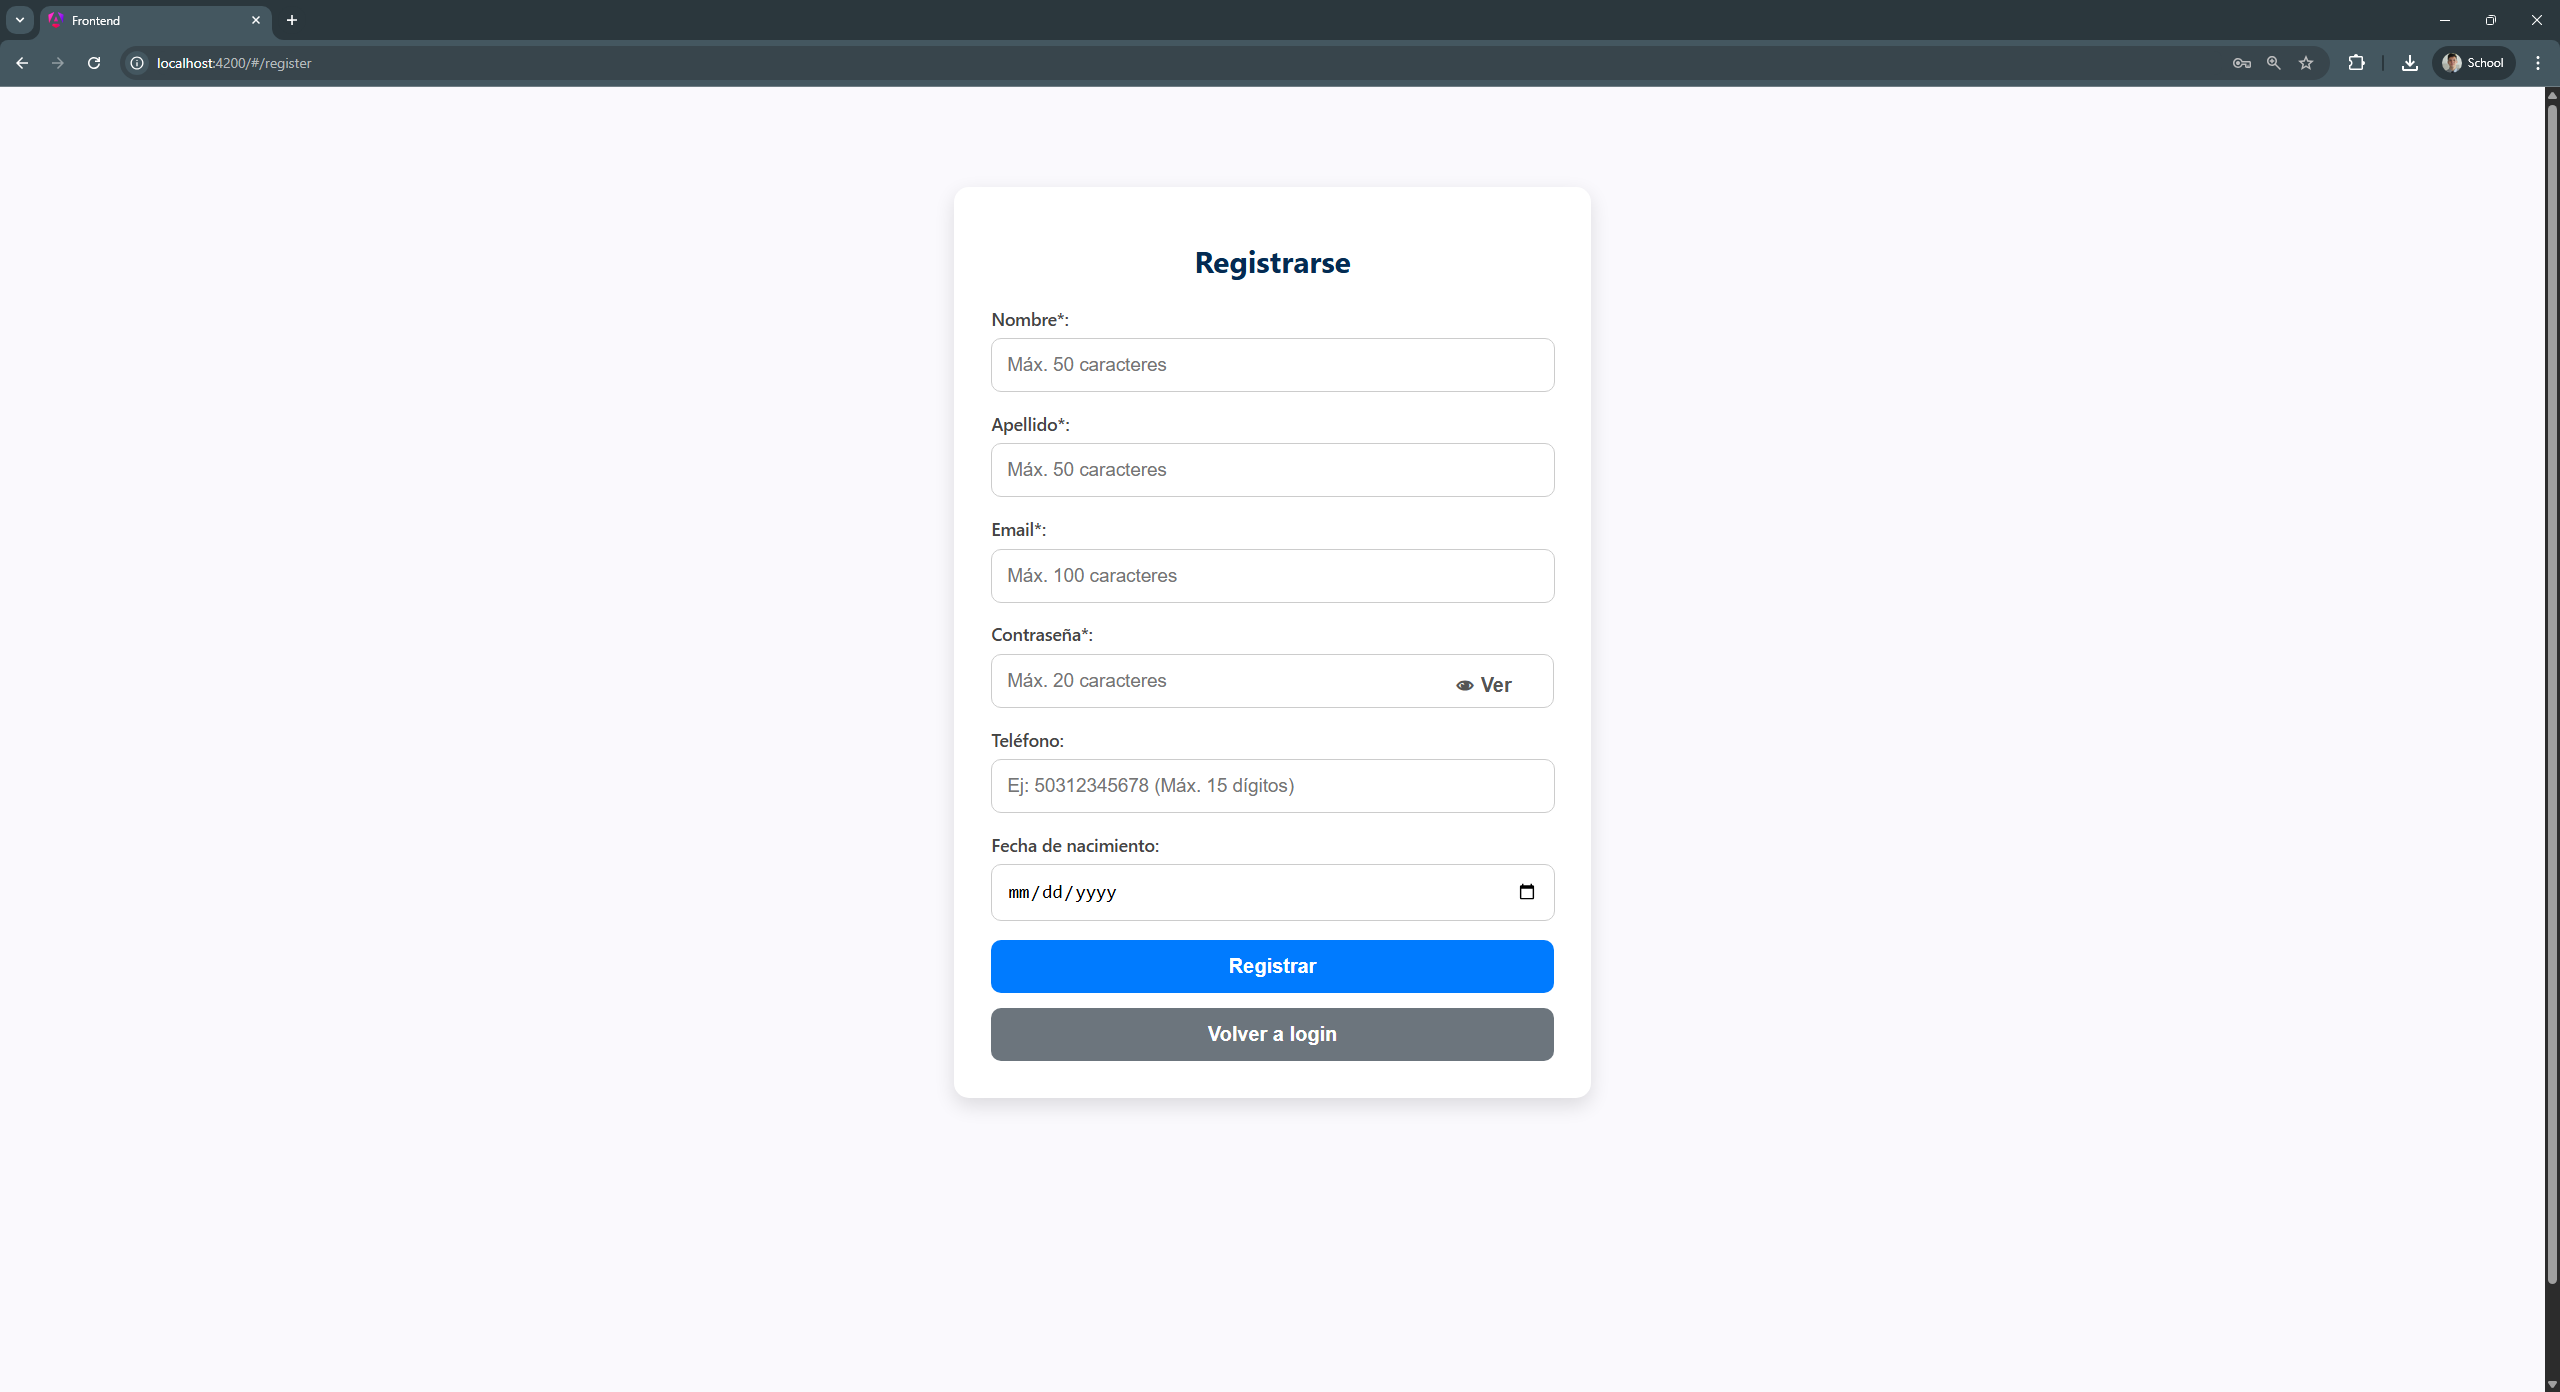 Frontend
localhost:4200/#/register
School
Registrarse
Nombre*:
Máx. 50 caracteres
Apellido*:
Máx. 50 caracteres
Email*:
Máx. 100 caracteres
Contraseña*:
Máx. 20 caracteres
Ver
Teléfono:
Ej: 50312345678 (Máx. 15 dígitos)
Fecha de nacimiento:
mm/dd/yyyy
Registrar
Volver a login